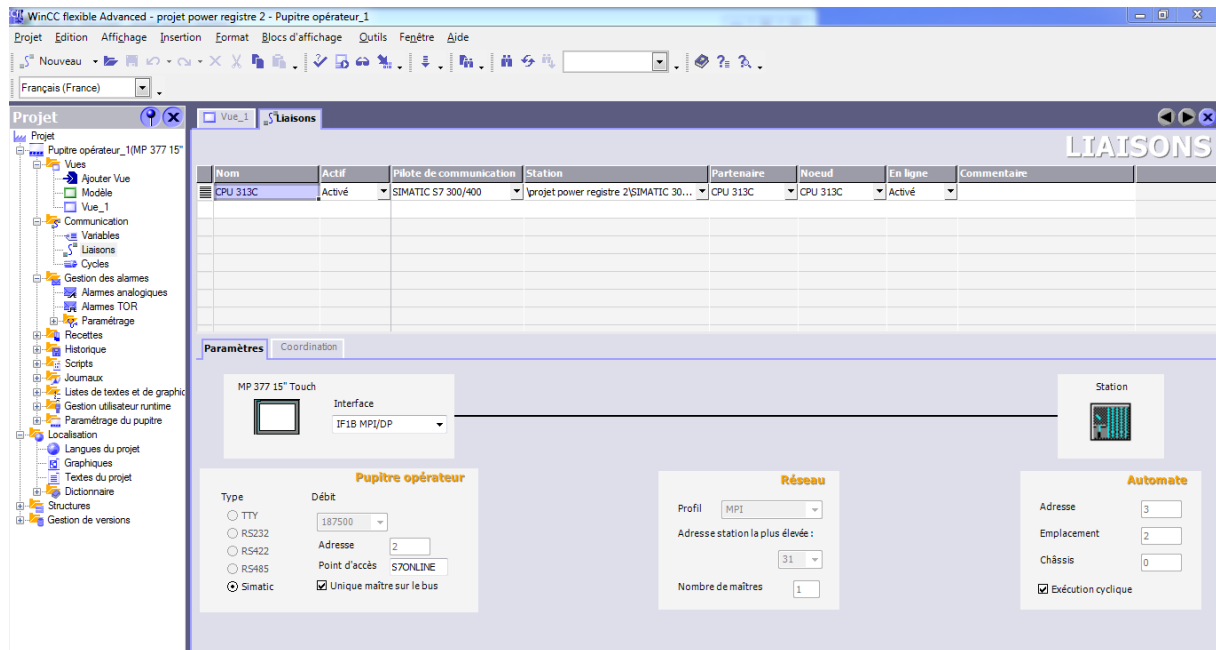 WinCC flexible Advanced - projet power registre 2 - Pupitre opérateur_1
Projet Edition Affichage Insertion Format Blocs d'affichage Outils Fenêtre Aide
Nouveau
Français (France)
Projet
Vue_1 Liaisons
Projet
Pupitre opérateur_1(MP 377 15"
Vues
Ajouter Vue
Modèle
Vue_1
Communication
Variables
Liaisons
Cycles
Gestion des alarmes
Alarmes analogiques
Alarmes TOR
Paramétrage
Recettes
Historique
Scripts
Journaux
Listes de textes et de graphic
Gestion utilisateur runtime
Paramétrage du pupitre
Localisation
Langues du projet
Graphiques
Textes du projet
Dictionnaire
Structures
Gestion de versions
LIAISONS
Nom Actif Pilote de communication Station Partenaire Noeud En ligne Commentaire
CPU 313C Activé SIMATIC S7 300/400 \projet power registre 2\SIMATIC 30... CPU 313C CPU 313C Activé
Paramètres Coordination
MP 377 15" Touch
Interface
IF1B MPI/DP
Station
Pupitre opérateur
Type Débit
TTY
187500
RS232
RS422
Adresse 2
RS485
Point d'accès S7ONLINE
Simatic
Unique maître sur le bus
Réseau
Profil MPI
Adresse station la plus élevée :
31
Nombre de maîtres 1
Automate
Adresse 3
Emplacement 2
Châssis 0
Exécution cyclique